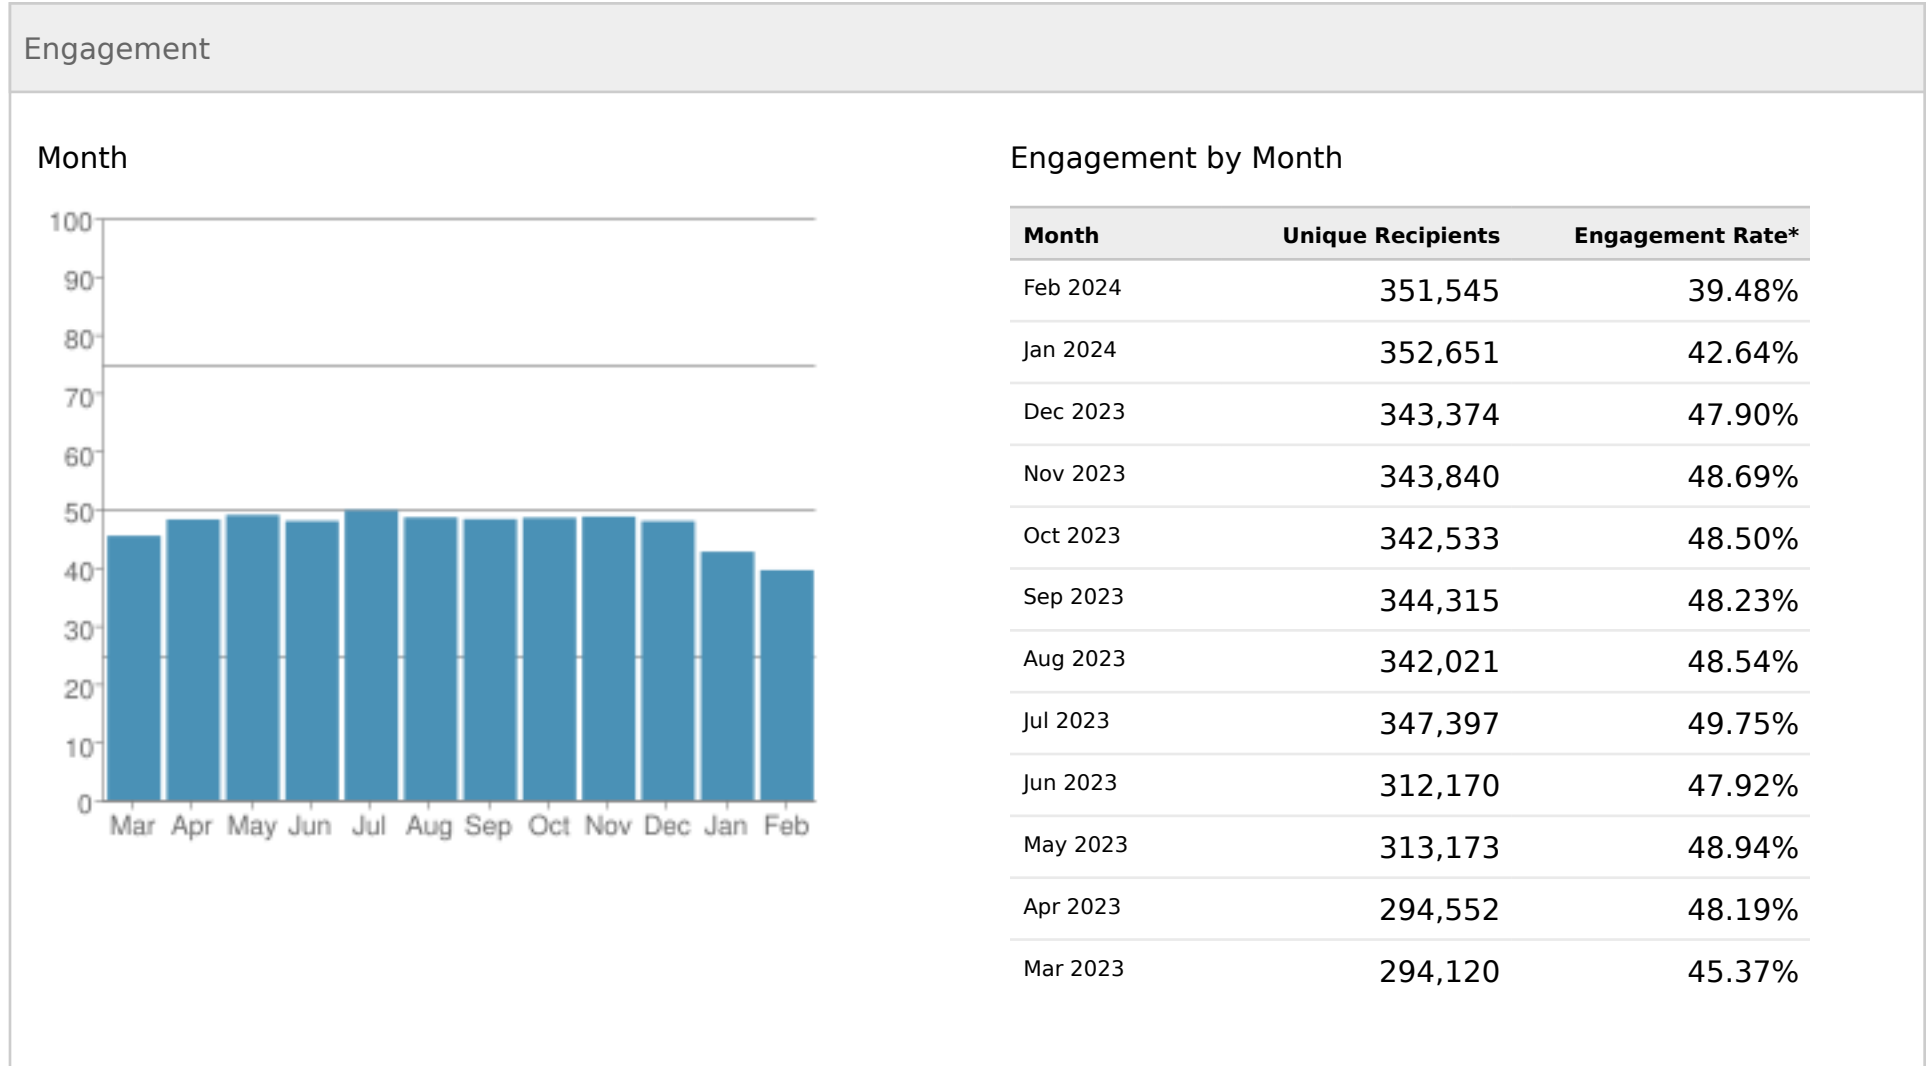 Engagement
Month
100
90
80
70
60
50
40
30
20
10
0
Mar Apr May Jun Jul Aug Sep Oct Nov Dec Jan Feb
Engagement by Month
Month Unique Recipients Engagement Rate*
Feb 2024 351,545 39.48%
Jan 2024 352,651 42.64%
Dec 2023 343,374 47.90%
Nov 2023 343,840 48.69%
Oct 2023 342,533 48.50%
Sep 2023 344,315 48.23%
Aug 2023 342,021 48.54%
Jul 2023 347,397 49.75%
Jun 2023 312,170 47.92%
May 2023 313,173 48.94%
Apr 2023 294,552 48.19%
Mar 2023 294,120 45.37%